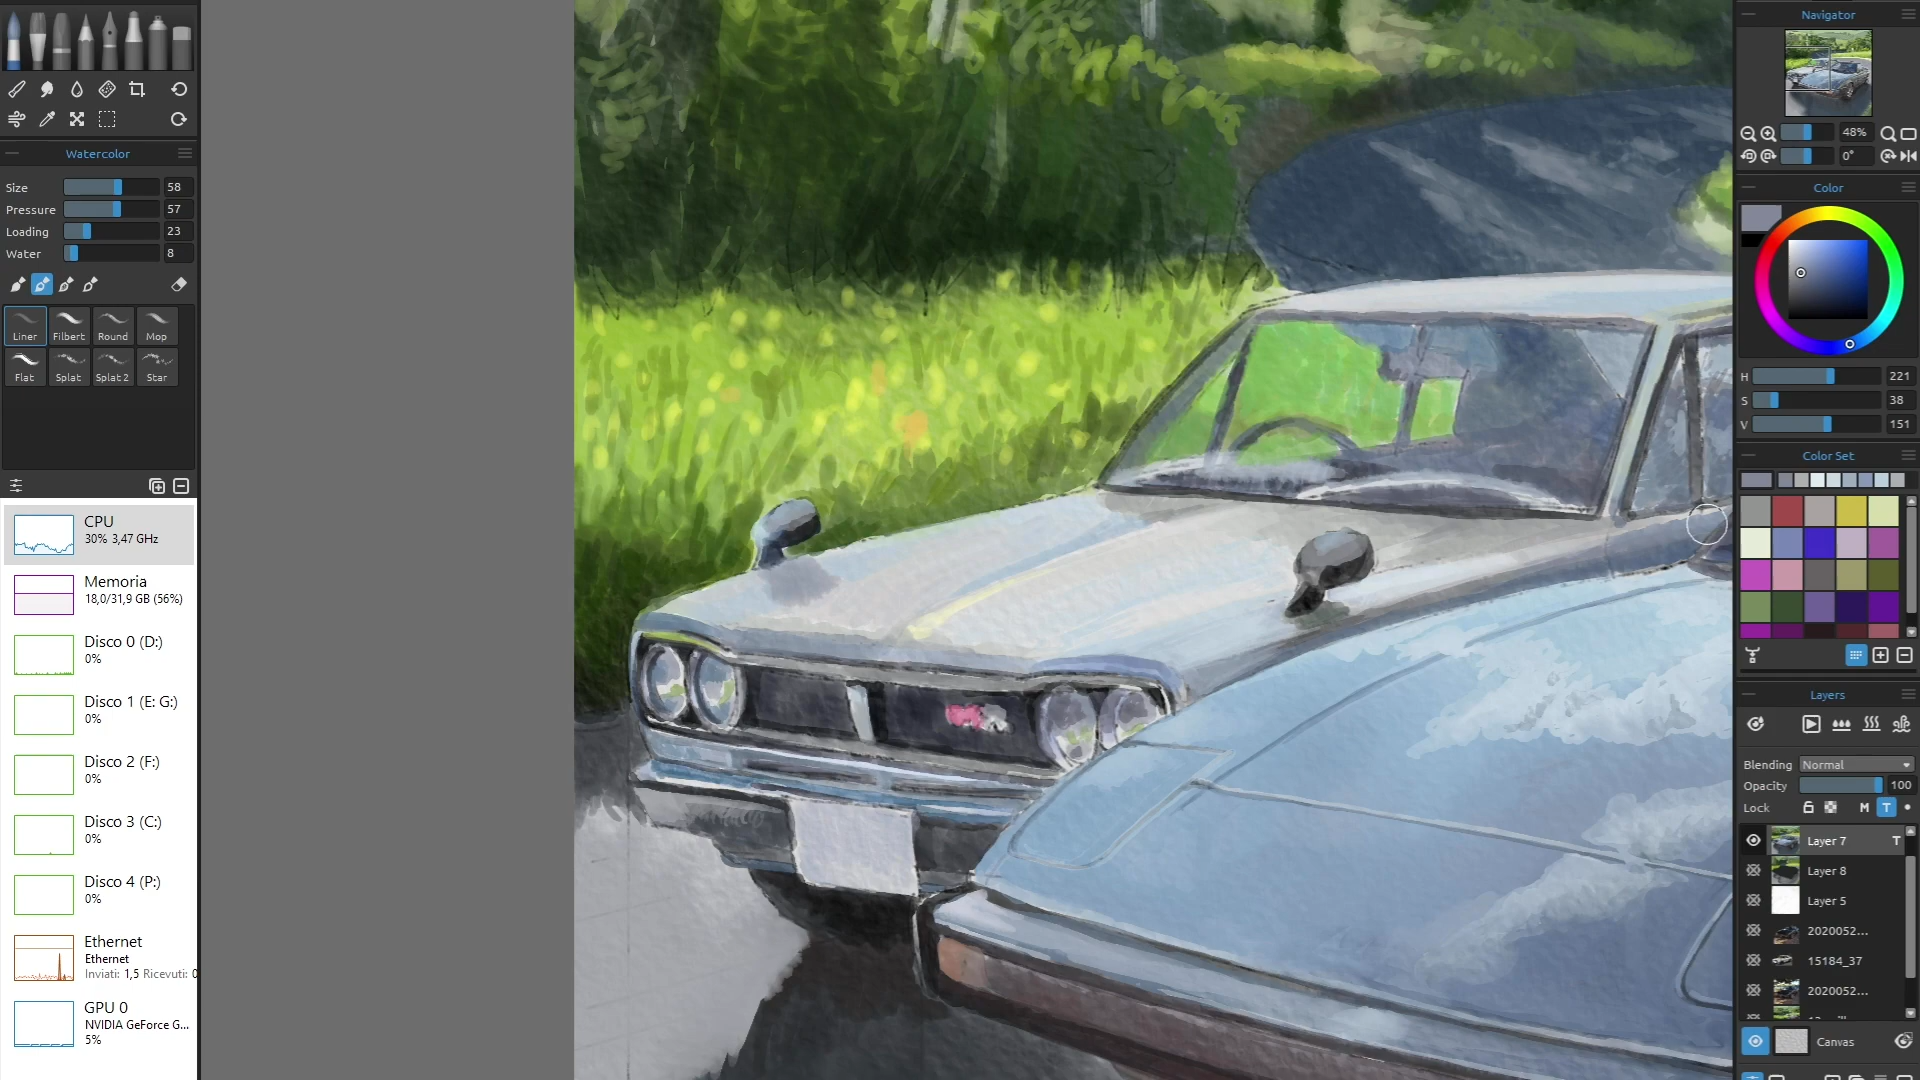 Watercolor
Size 58
Pressure 57
Loading 23
Water 8
Liner Filbert Round Mop
Flat Splat Splat 2 Star
CPU
30% 3,47 GHz
Memoria
18,0/31,9 GB (56%)
Disco 0 (D:)
0%
Disco 1 (E: G:)
0%
Disco 2 (F:)
0%
Disco 3 (C:)
0%
Disco 4 (P:)
0%
Ethernet
Ethernet
Inviati: 1,5 Ricevuti: 0
GPU 0
NVIDIA GeForce G...
5%
Navigator
48%
0°
Color
H 221
S 38
V 151
Color Set
Layers
Blending Normal
Opacity 100
Lock M T
Layer 7 T
Layer 8
Layer 5
2020052...
15184_37
2020052...
Canvas